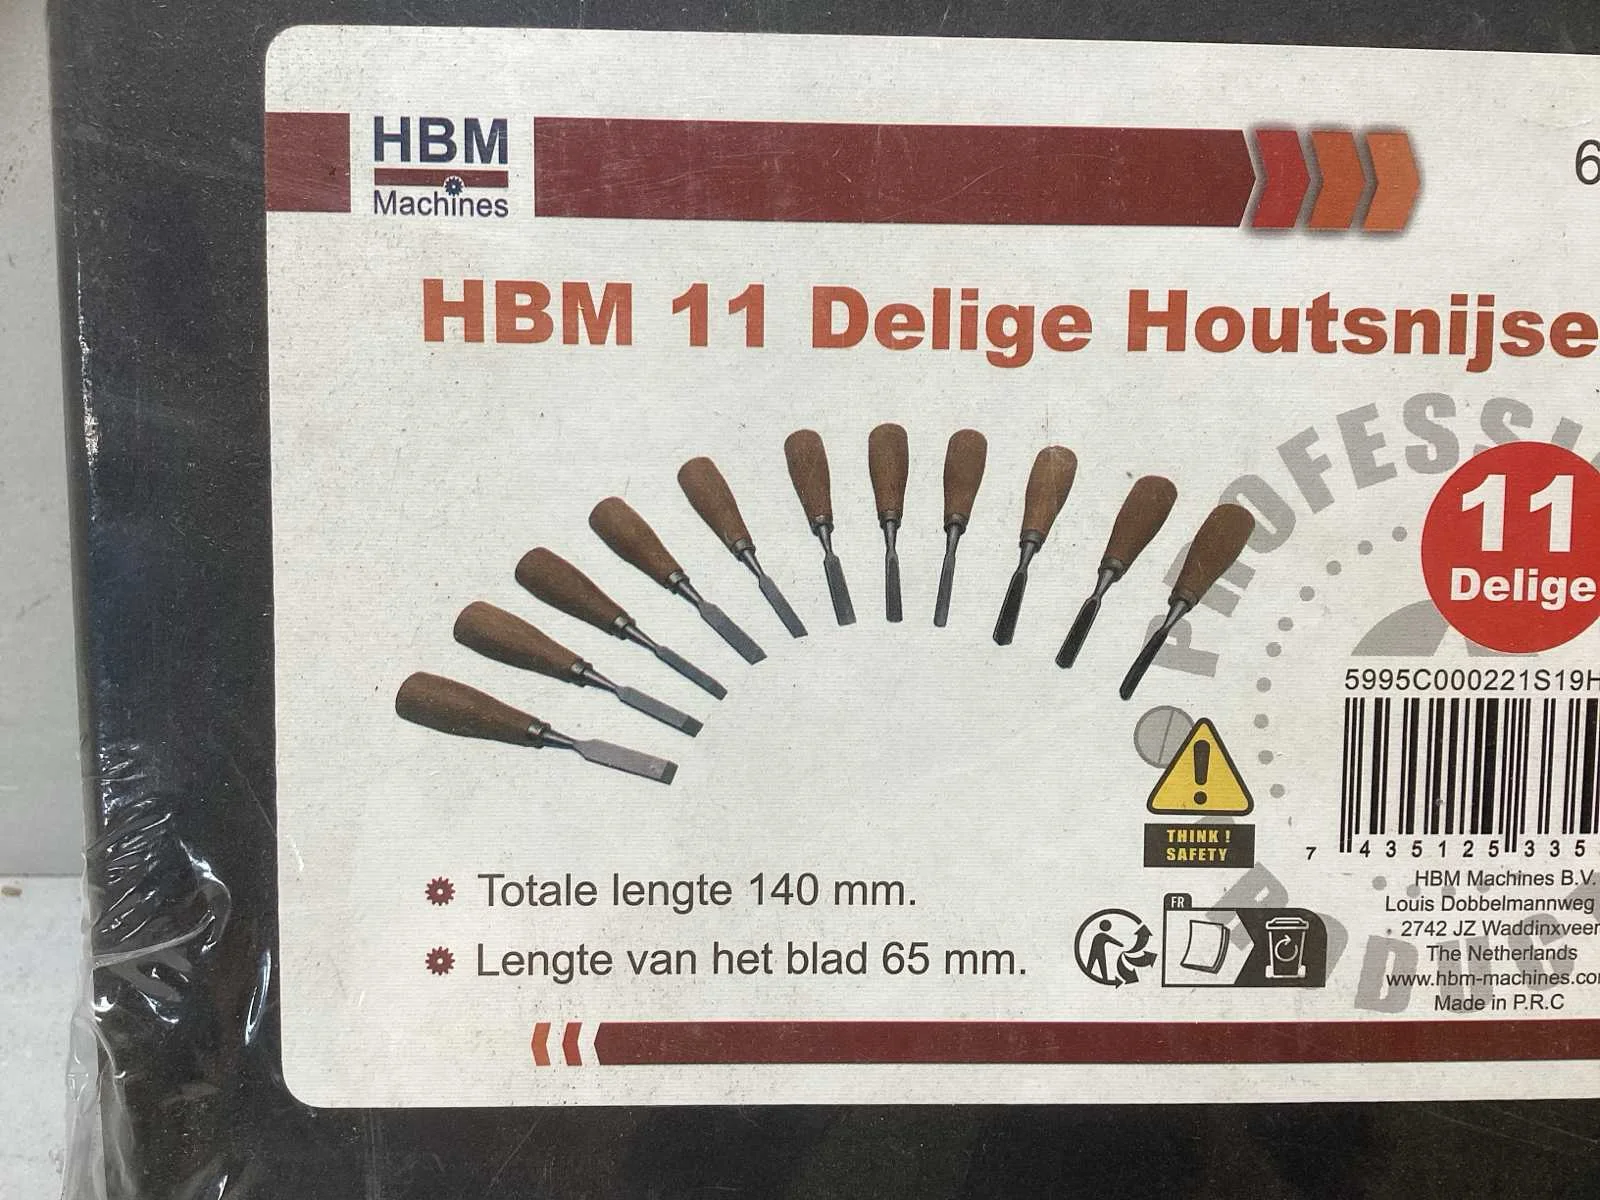 HBM
Machines
6
HBM 11 Delige Houtsnijse
PROFESSI
11
Delige
5995C000221S19H
7 435125 335
THINK !
SAFETY
HBM Machines B.V.
Louis Dobbelmannweg
2742 JZ Waddinxveen
The Netherlands
www.hbm-machines.com
Made in P.R.C
FR
Totale lengte 140 mm.
Lengte van het blad 65 mm.